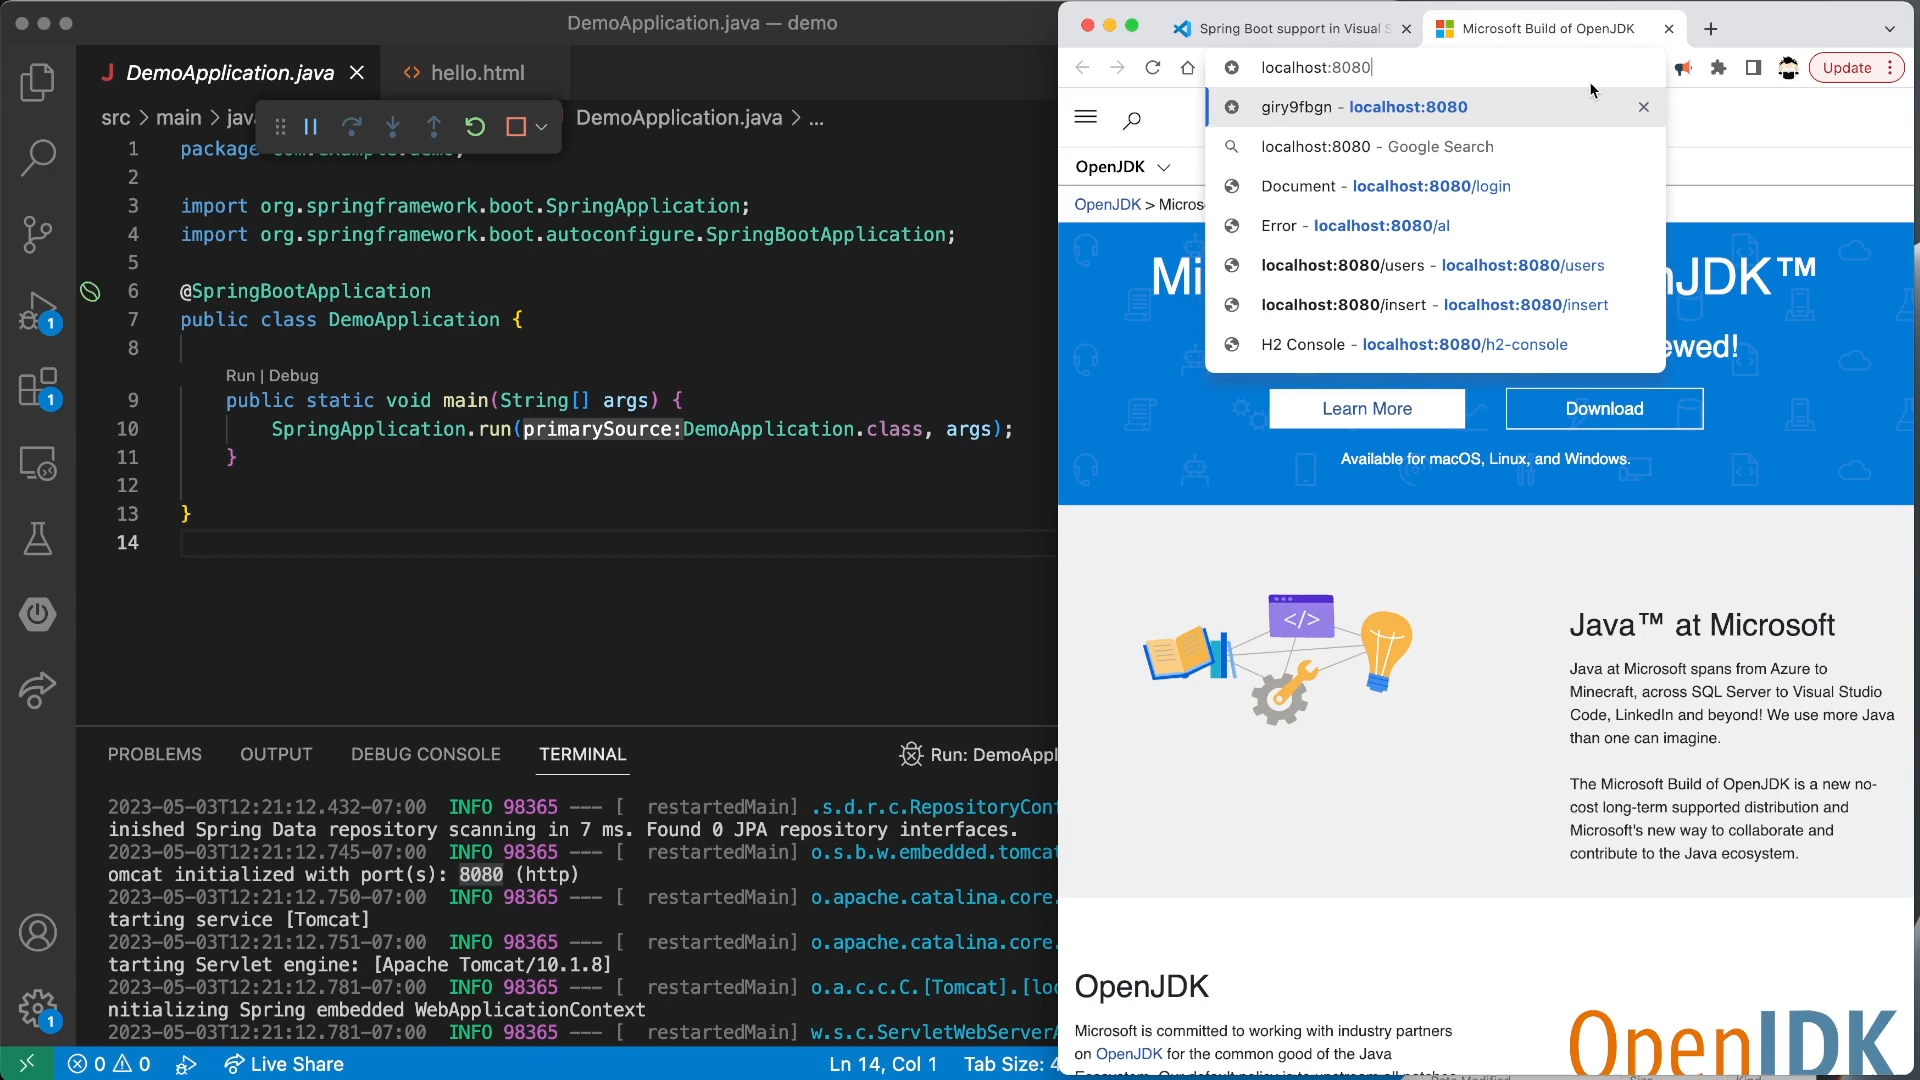 DemoApplication.java — demo
DemoApplication.java
hello.html
src > main > java
DemoApplication.java > ...
1 package com.example.demo;
2
3 import org.springframework.boot.SpringApplication;
4 import org.springframework.boot.autoconfigure.SpringBootApplication;
5
6 @SpringBootApplication
7 public class DemoApplication {
8
Run | Debug
9 public static void main(String[] args) {
10 SpringApplication.run(primarySource:DemoApplication.class, args);
11 }
12
13 }
14
1
1
1
PROBLEMS OUTPUT DEBUG CONSOLE TERMINAL
Run: DemoAppl
2023-05-03T12:21:12.432-07:00 INFO 98365 --- [ restartedMain] .s.d.r.c.RepositoryCon
inished Spring Data repository scanning in 7 ms. Found 0 JPA repository interfaces.
2023-05-03T12:21:12.745-07:00 INFO 98365 --- [ restartedMain] o.s.b.w.embedded.tomcat
omcat initialized with port(s): 8080 (http)
2023-05-03T12:21:12.750-07:00 INFO 98365 --- [ restartedMain] o.apache.catalina.core.
tarting service [Tomcat]
2023-05-03T12:21:12.751-07:00 INFO 98365 --- [ restartedMain] o.apache.catalina.core.
tarting Servlet engine: [Apache Tomcat/10.1.8]
2023-05-03T12:21:12.781-07:00 INFO 98365 --- [ restartedMain] o.a.c.c.C.[Tomcat].[loc
nitializing Spring embedded WebApplicationContext
2023-05-03T12:21:12.781-07:00 INFO 98365 --- [ restartedMain] w.s.c.ServletWebServerA
0 0
Live Share
Ln 14, Col 1
Tab Size: 4
Spring Boot support in Visual S
Microsoft Build of OpenJDK
localhost:8080
Update
giry9fbgn - localhost:8080
localhost:8080 - Google Search
Document - localhost:8080/login
Error - localhost:8080/al
localhost:8080/users - localhost:8080/users
localhost:8080/insert - localhost:8080/insert
H2 Console - localhost:8080/h2-console
OpenJDK
OpenJDK > Micros
Mi nJDK™
ewed!
Learn More
Download
Available for macOS, Linux, and Windows.
</>
Java™ at Microsoft
Java at Microsoft spans from Azure to
Minecraft, across SQL Server to Visual Studio
Code, LinkedIn and beyond! We use more Java
than one can imagine.
The Microsoft Build of OpenJDK is a new no-
cost long-term supported distribution and
Microsoft's new way to collaborate and
contribute to the Java ecosystem.
OpenJDK
Microsoft is committed to working with industry partners
on OpenJDK for the common good of the Java
OpenJDK